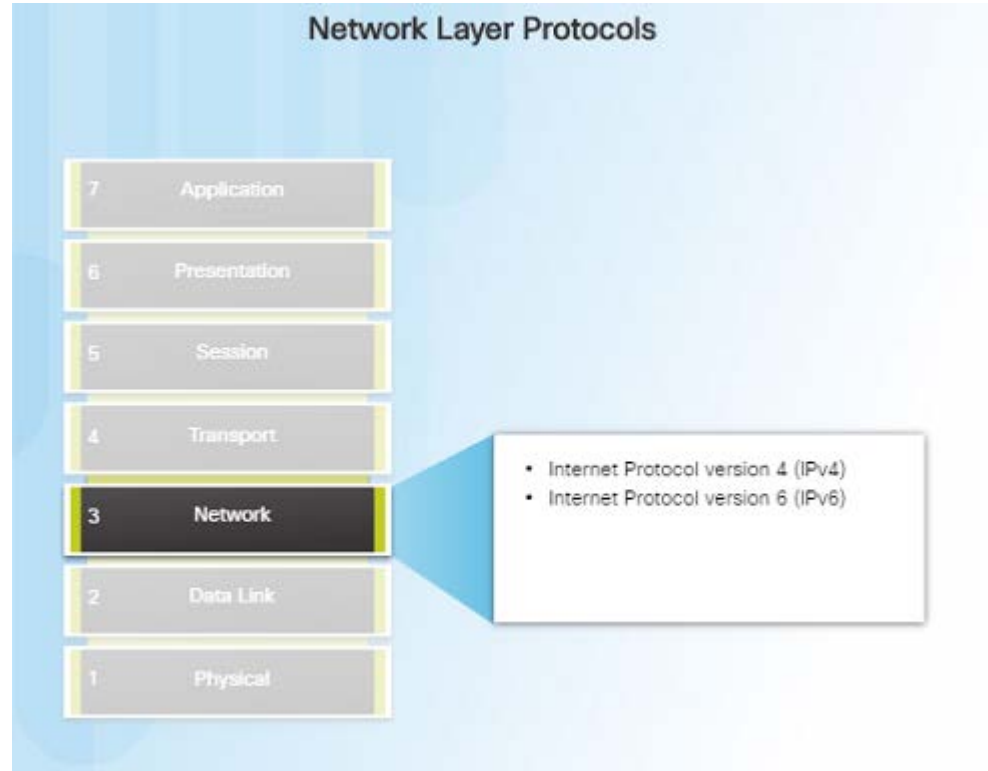 Network Layer Protocols
7 Application
6 Presentation
5 Session
4 Transport
3 Network
2 Data Link
1 Physical
• Internet Protocol version 4 (IPv4)
• Internet Protocol version 6 (IPv6)